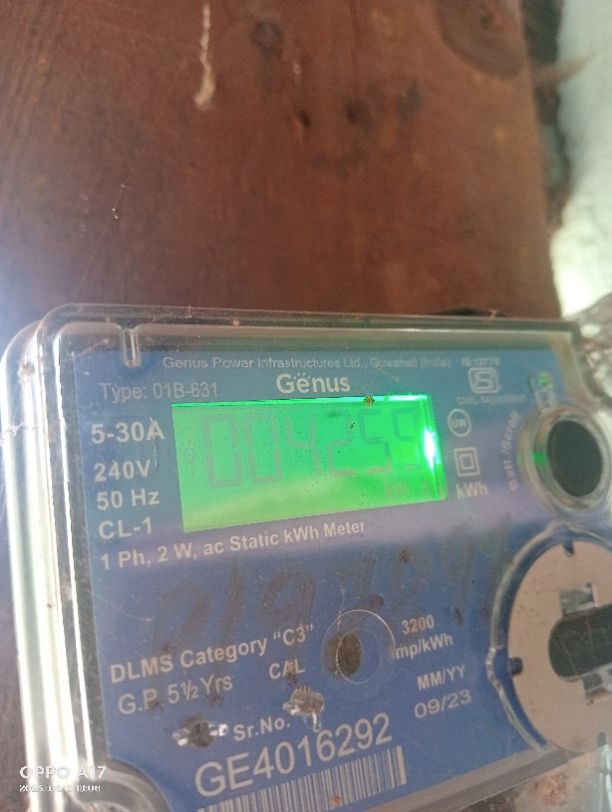 Genus Power Infrastructures Ltd., Guwahati (India)
IS:13779
Genus
Type: 01B-631
5-30A
240V
50 Hz
CL-1
004259
kWh
1 Ph, 2 W, ac Static kWh Meter
3200
imp/kWh
DLMS Category "C3"
G.P. 5½ Yrs
CAL
MM/YY
09/23
Sr.No.
GE4016292
OPPO A17